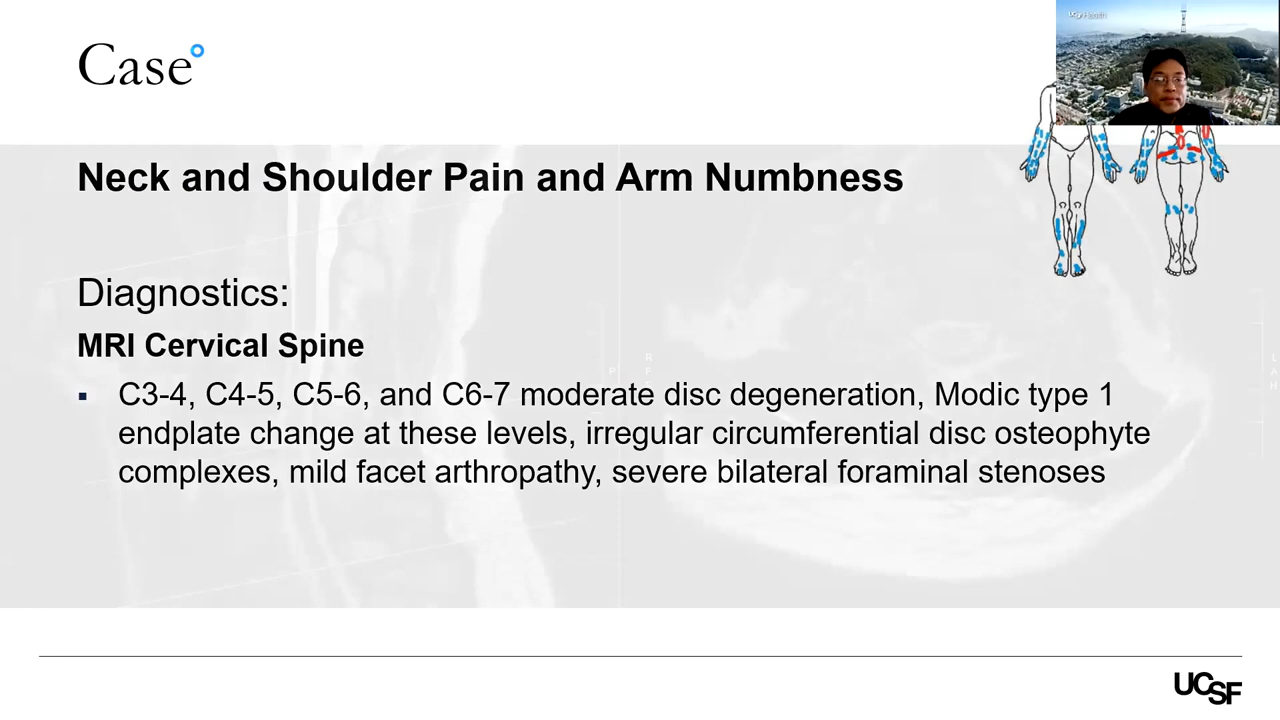 Case
UCSF Health
Neck and Shoulder Pain and Arm Numbness
Diagnostics:
MRI Cervical Spine
▪ C3-4, C4-5, C5-6, and C6-7 moderate disc degeneration, Modic type 1
endplate change at these levels, irregular circumferential disc osteophyte
complexes, mild facet arthropathy, severe bilateral foraminal stenoses
UCSF